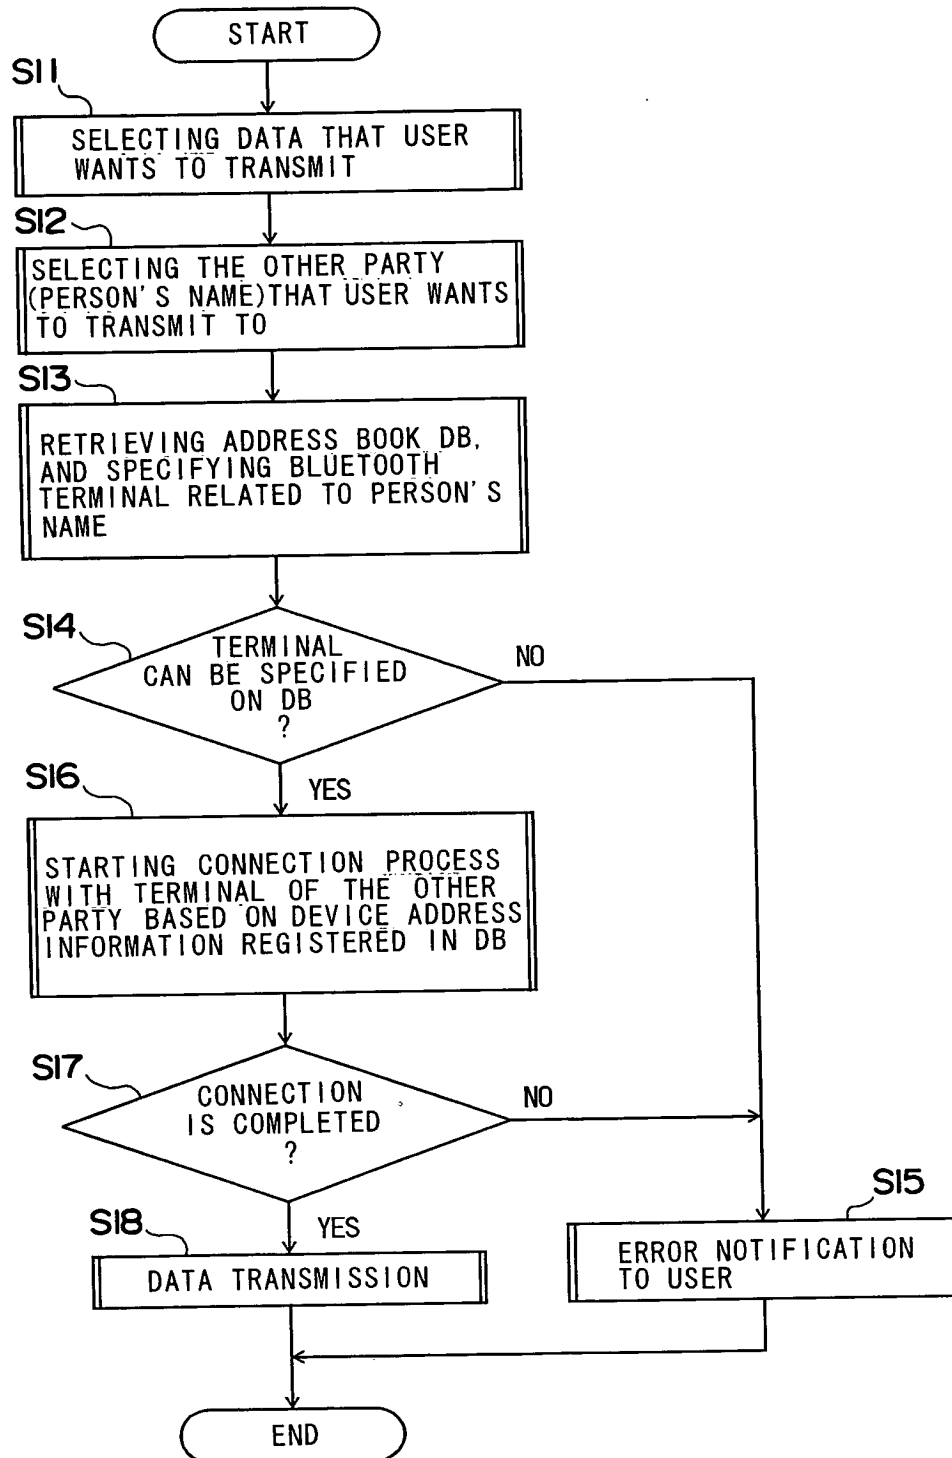 START
S11
SELECTING DATA THAT USER
WANTS TO TRANSMIT
S12
SELECTING THE OTHER PARTY
(PERSON'S NAME)THAT USER WANTS
TO TRANSMIT TO
S13
RETRIEVING ADDRESS BOOK DB,
AND SPECIFYING BLUETOOTH
TERMINAL RELATED TO PERSON'S
NAME
S14
TERMINAL
CAN BE SPECIFIED
ON DB
?
NO
YES
S16
STARTING CONNECTION PROCESS
WITH TERMINAL OF THE OTHER
PARTY BASED ON DEVICE ADDRESS
INFORMATION REGISTERED IN DB
S17
CONNECTION
IS COMPLETED
?
NO
YES
S15
ERROR NOTIFICATION
TO USER
S18
DATA TRANSMISSION
END